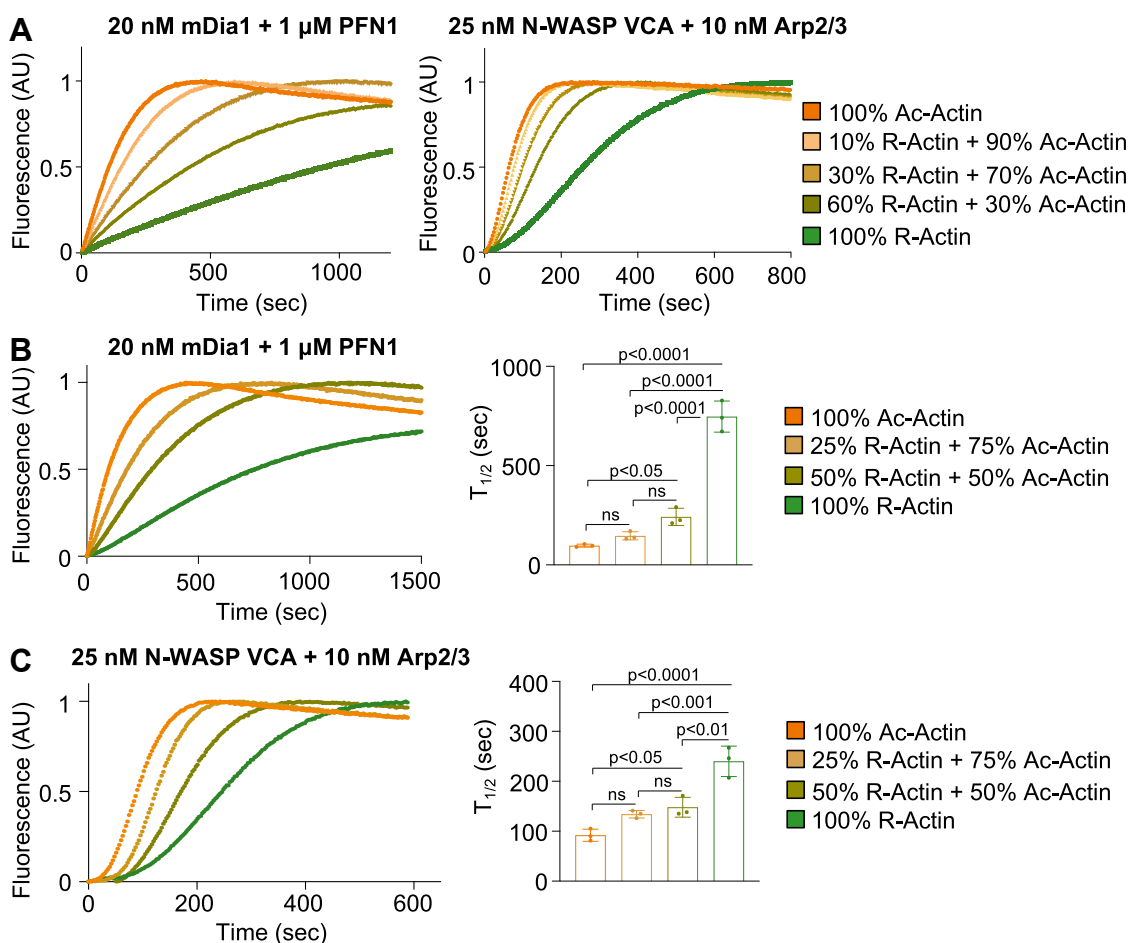 A
20 nM mDia1 + 1 µM PFN1
25 nM N-WASP VCA + 10 nM Arp2/3
Fluorescence (AU)
1
0.5
0
0
500
1000
Time (sec)
Fluorescence (AU)
1
0.5
0
0
200
400
600
800
Time (sec)
100% Ac-Actin
10% R-Actin + 90% Ac-Actin
30% R-Actin + 70% Ac-Actin
60% R-Actin + 30% Ac-Actin
100% R-Actin
B
20 nM mDia1 + 1 µM PFN1
Fluorescence (AU)
1
0.5
0
0
500
1000
1500
Time (sec)
T1/2 (sec)
1000
500
0
p<0.0001
p<0.0001
p<0.0001
p<0.05
ns
ns
100% Ac-Actin
25% R-Actin + 75% Ac-Actin
50% R-Actin + 50% Ac-Actin
100% R-Actin
C
25 nM N-WASP VCA + 10 nM Arp2/3
Fluorescence (AU)
1
0.5
0
0
200
400
600
Time (sec)
T1/2 (sec)
400
300
200
100
0
p<0.0001
p<0.001
p<0.01
p<0.05
ns
ns
100% Ac-Actin
25% R-Actin + 75% Ac-Actin
50% R-Actin + 50% Ac-Actin
100% R-Actin